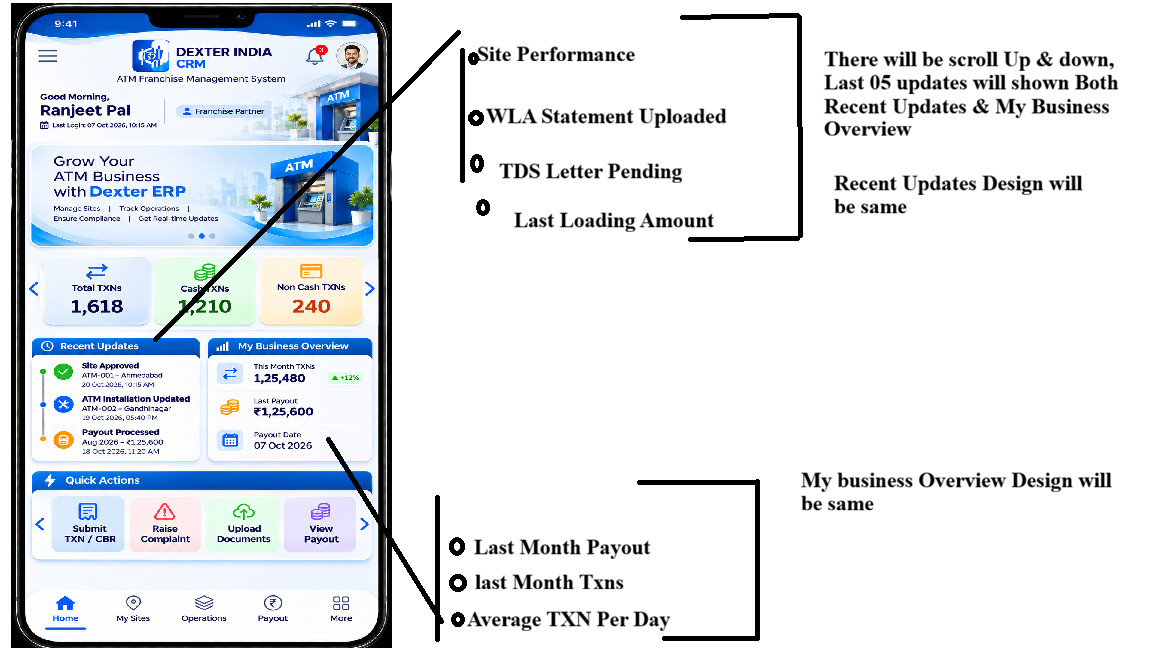 9:41
DEXTER INDIA
CRM
3
ATM Franchise Management System
Good Morning,
Ranjeet Pal
Last Login: 07 Oct 2026, 10:15 AM
Franchise Partner
ATM
Grow Your
ATM Business
with Dexter ERP
Manage Sites | Track Operations |
Ensure Compliance | Get Real-time Updates
ATM
Total TXNs
1,618
Cash TXNs
1,210
Non Cash TXNs
240
Recent Updates
Site Approved
ATM-001 – Ahmedabad
20 Oct 2026, 10:15 AM
ATM Installation Updated
ATM-002 – Gandhinagar
19 Oct 2026, 05:40 PM
Payout Processed
Aug 2026 – ₹1,25,600
18 Oct 2026, 11:20 AM
My Business Overview
This Month TXNs
1,25,480
▲ +12%
Last Payout
₹1,25,600
Payout Date
07 Oct 2026
Quick Actions
Submit
TXN / CBR
Raise
Complaint
Upload
Documents
View
Payout
Home
My Sites
Operations
Payout
More
Site Performance
WLA Statement Uploaded
TDS Letter Pending
Last Loading Amount
There will be scroll Up & down,
Last 05 updates will shown Both
Recent Updates & My Business
Overview
Recent Updates Design will
be same
My business Overview Design will
be same
Last Month Payout
last Month Txns
Average TXN Per Day